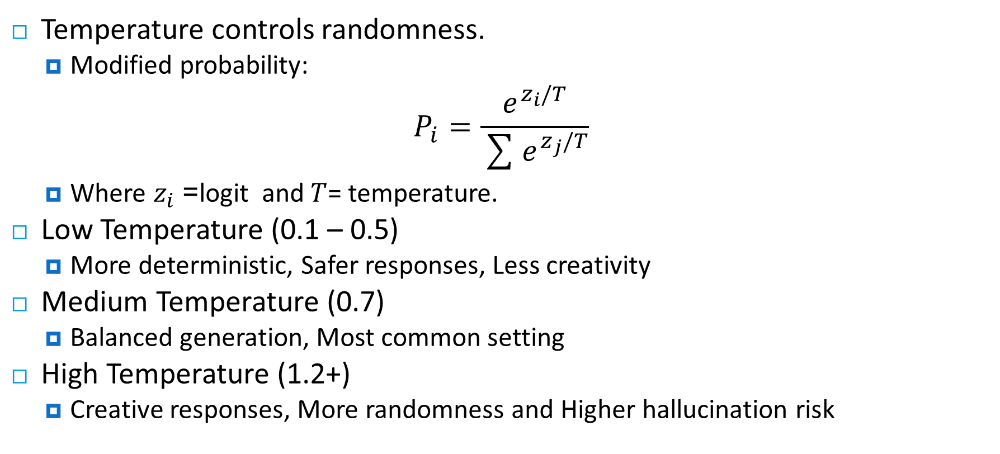 Temperature controls randomness.
Modified probability:
P_i = e^{z_i/T} / ∑ e^{z_j/T}
Where z_i =logit and T= temperature.
Low Temperature (0.1 – 0.5)
More deterministic, Safer responses, Less creativity
Medium Temperature (0.7)
Balanced generation, Most common setting
High Temperature (1.2+)
Creative responses, More randomness and Higher hallucination risk